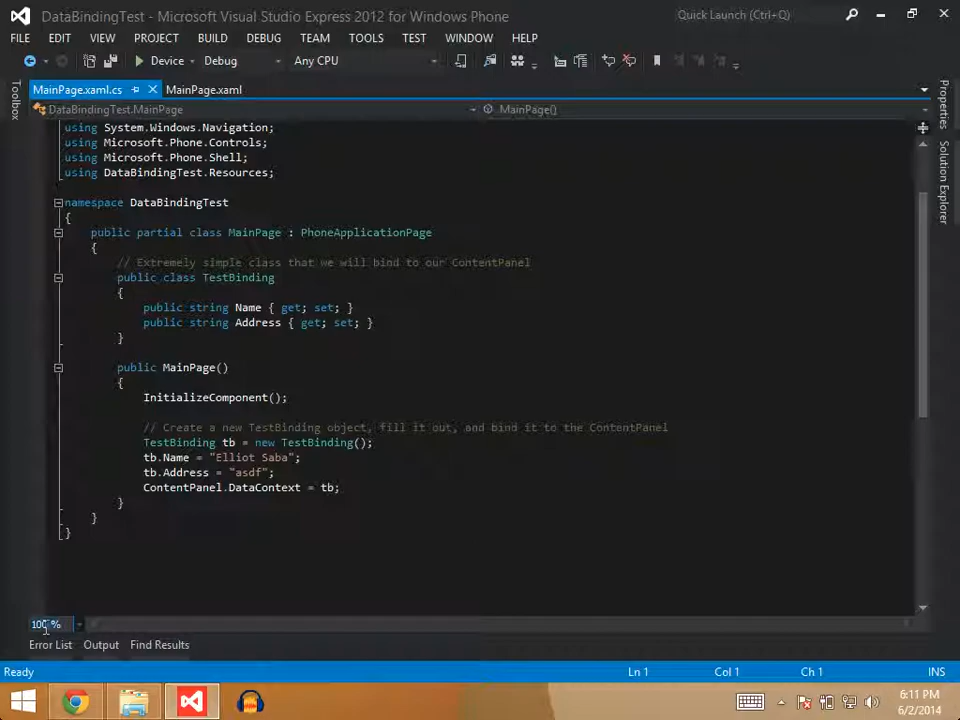 DataBindingTest - Microsoft Visual Studio Express 2012 for Windows Phone
Quick Launch (Ctrl+Q)
FILE EDIT VIEW PROJECT BUILD DEBUG TEAM TOOLS TEST WINDOW HELP
Device Debug Any CPU
MainPage.xaml.cs MainPage.xaml
DataBindingTest.MainPage MainPage()
Toolbox
Properties
Solution Explorer
using System.Windows.Navigation;
using Microsoft.Phone.Controls;
using Microsoft.Phone.Shell;
using DataBindingTest.Resources;
namespace DataBindingTest
{
public partial class MainPage : PhoneApplicationPage
{
// Extremely simple class that we will bind to our ContentPanel
public class TestBinding
{
public string Name { get; set; }
public string Address { get; set; }
}
public MainPage()
{
InitializeComponent();
// Create a new TestBinding object, fill it out, and bind it to the ContentPanel
TestBinding tb = new TestBinding();
tb.Name = "Elliot Saba";
tb.Address = "asdf";
ContentPanel.DataContext = tb;
}
}
}
100 %
Error List Output Find Results
Ready Ln 1 Col 1 Ch 1 INS
6:11 PM
6/2/2014